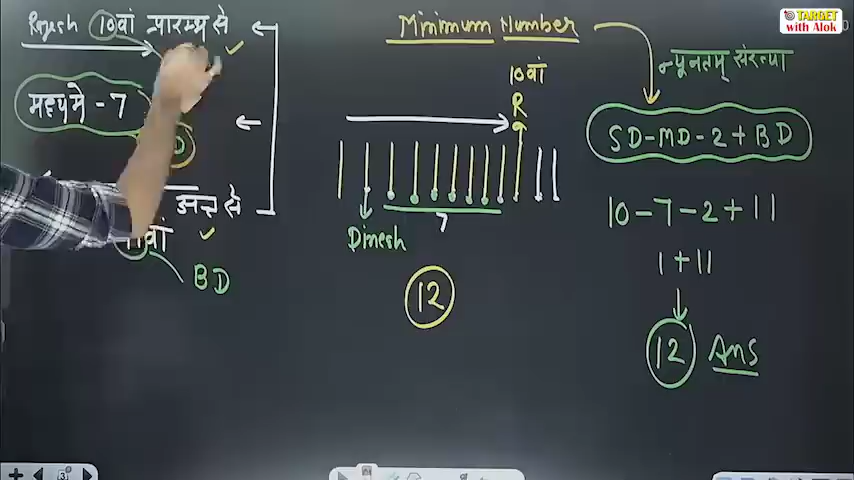 Rajesh 10वां प्रारम्भ से
मध्य मे - 7
D
अन्त से
11वां
BD
Minimum Number
10वां
R
7
Dinesh
12
न्यूनतम् संख्या
SD-MD-2+BD
10-7-2+11
1+11
12 Ans
TARGET
with Alok
3